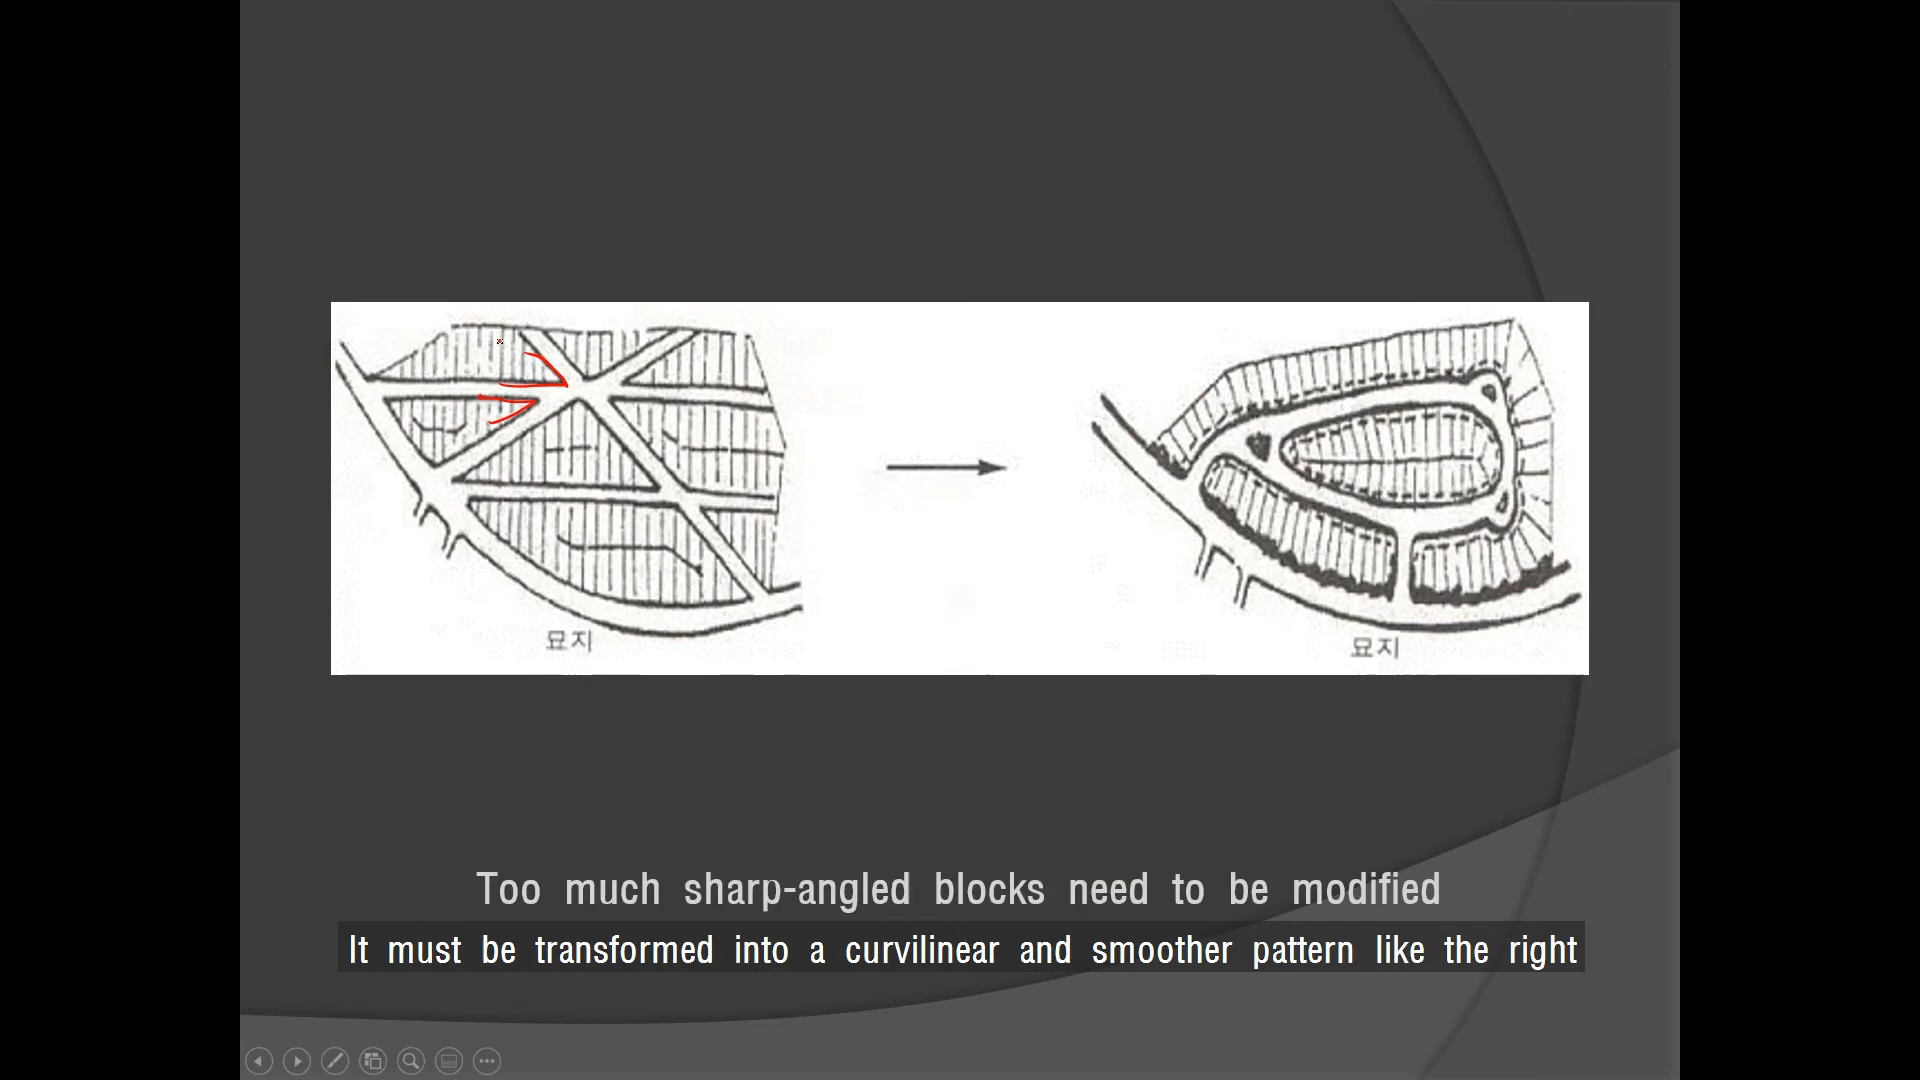 묘지
묘지
Too much sharp-angled blocks need to be modified
It must be transformed into a curvilinear and smoother pattern like the right